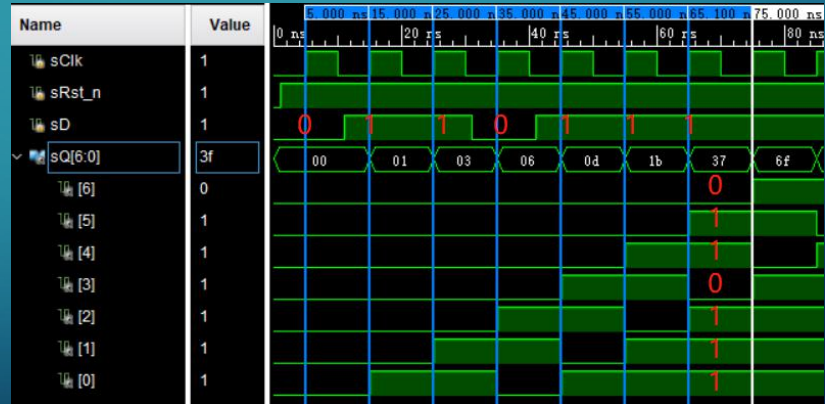 Name Value 5.000 ns 15.000 n 25.000 n 35.000 n 45.000 n 55.000 n 65.100 n 75.000 ns
0 ns 20 ns 40 ns 60 ns 80 ns
sClk 1
sRst_n 1
sD 1 0 1 1 0 1 1 1
sQ[6:0] 3f 00 01 03 06 0d 1b 37 6f
[6] 0 0
[5] 1 1
[4] 1 1
[3] 1 0
[2] 1 1
[1] 1 1
[0] 1 1